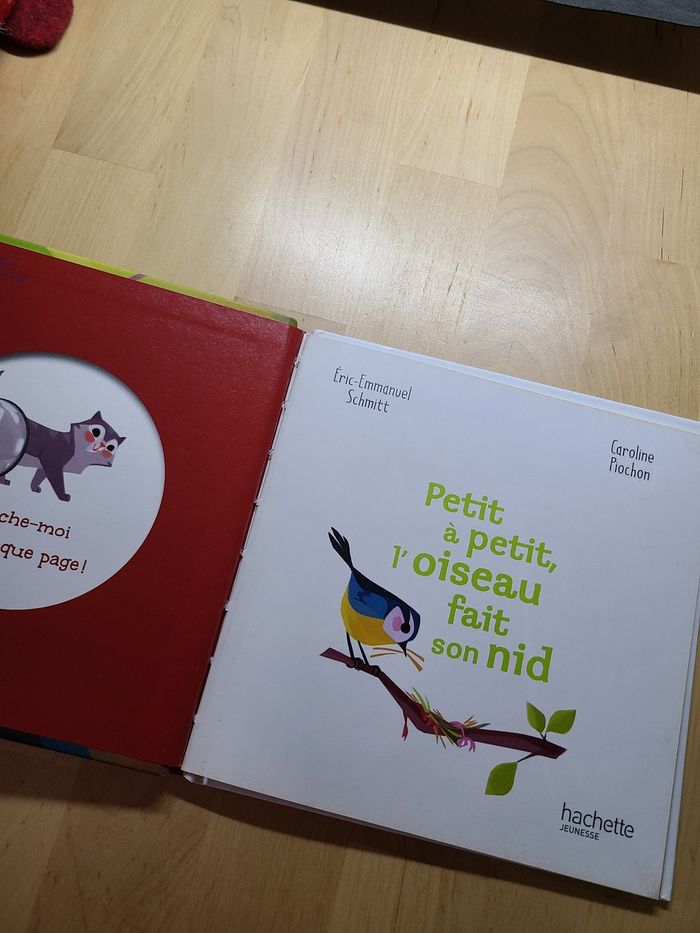 che-moi
que page!
Éric-Emmanuel
Schmitt
Caroline
Piochon
Petit
à petit,
l'oiseau
fait
son nid
hachette
JEUNESSE